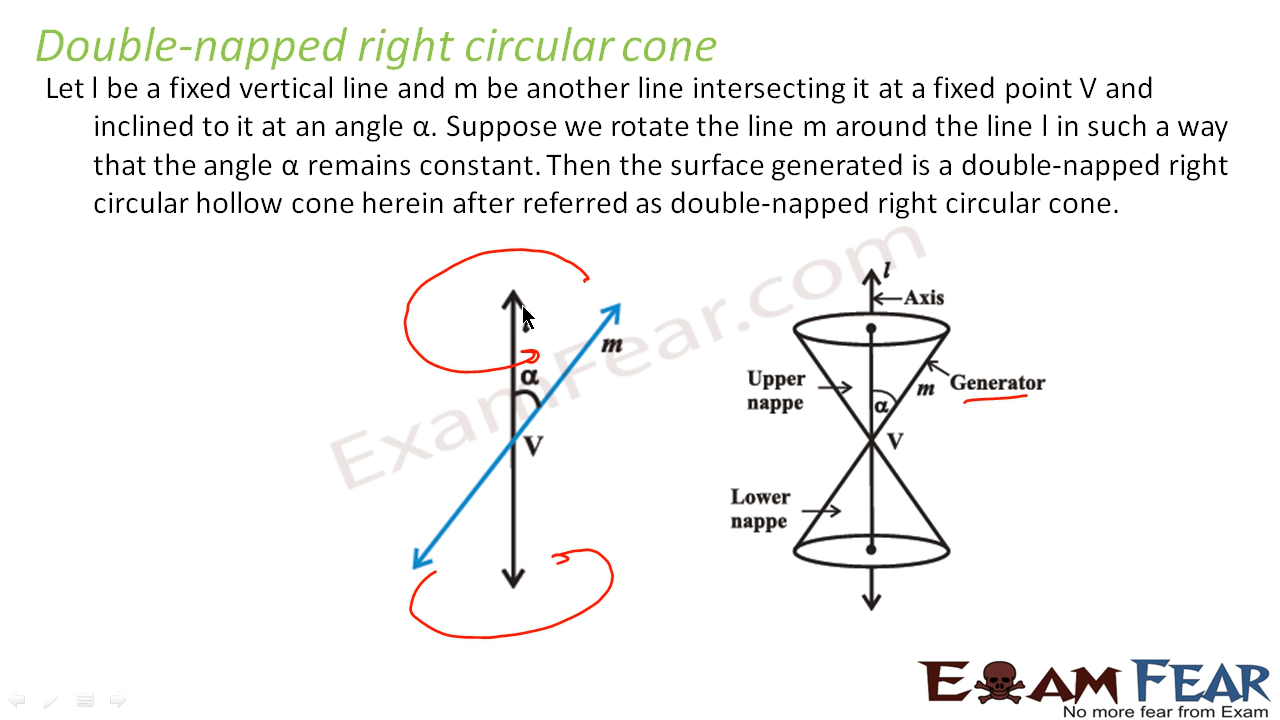 Double-napped right circular cone
Let l be a fixed vertical line and m be another line intersecting it at a fixed point V and
inclined to it at an angle α. Suppose we rotate the line m around the line l in such a way
that the angle α remains constant. Then the surface generated is a double-napped right
circular hollow cone herein after referred as double-napped right circular cone.
ExamFear.com
m
α
V
l
Axis
Upper
nappe
Generator
m
α
V
Lower
nappe
EXAM FEAR
No more fear from Exam